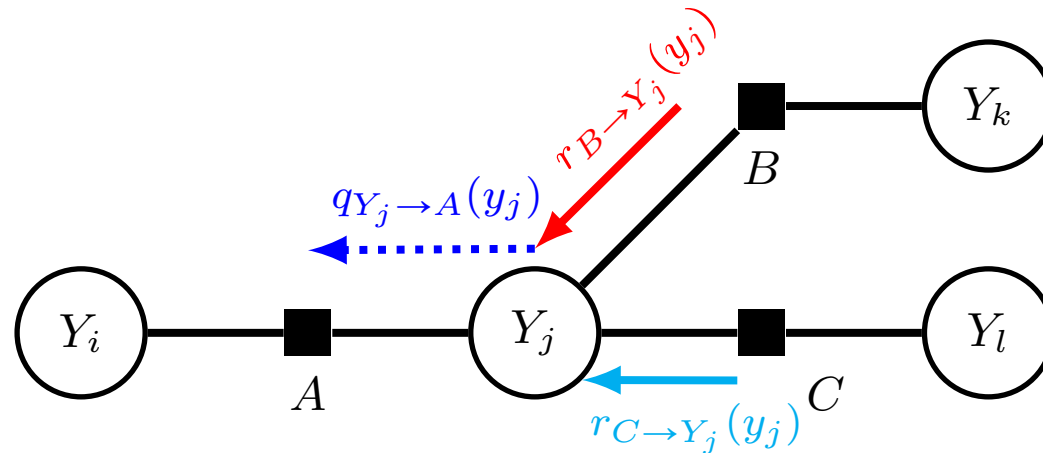 r_{B→Y_j}(y_j)
Y_k
B
q_{Y_j→A}(y_j)
Y_i
Y_j
Y_l
A
C
r_{C→Y_j}(y_j)